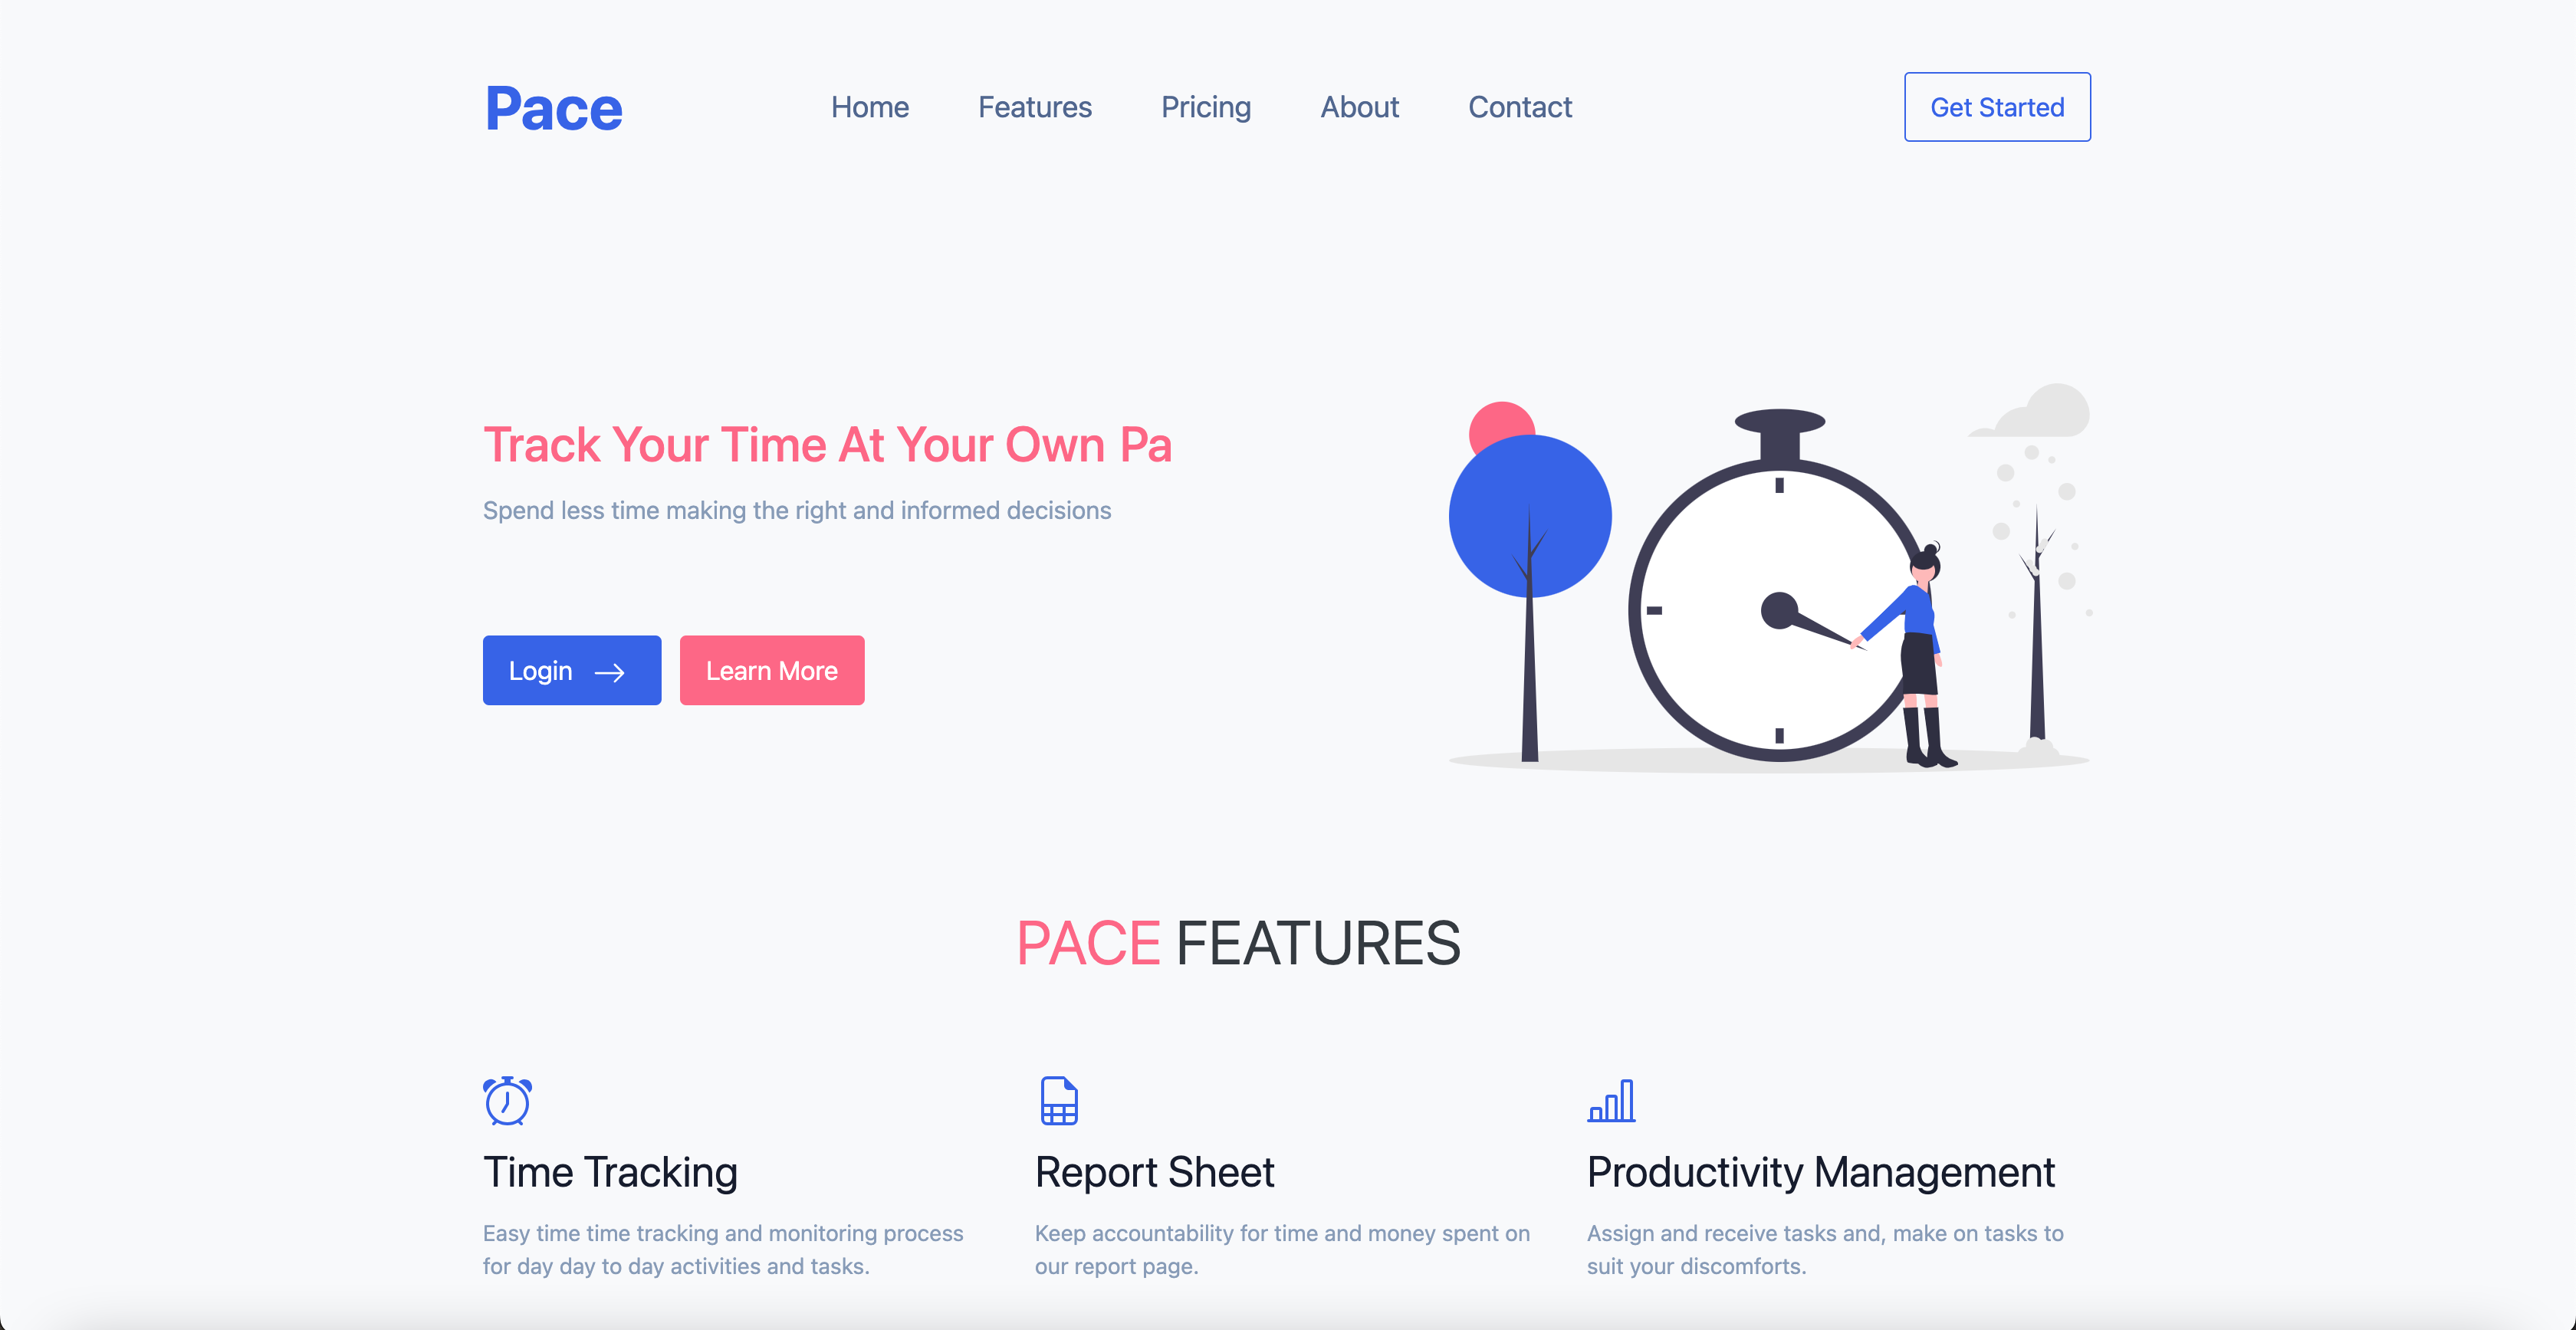 Pace
Home Features Pricing About Contact
Get Started
Track Your Time At Your Own Pa
Spend less time making the right and informed decisions
Login Learn More
PACE FEATURES
Time Tracking
Easy time time tracking and monitoring process
for day day to day activities and tasks.
Report Sheet
Keep accountability for time and money spent on
our report page.
Productivity Management
Assign and receive tasks and, make on tasks to
suit your discomforts.